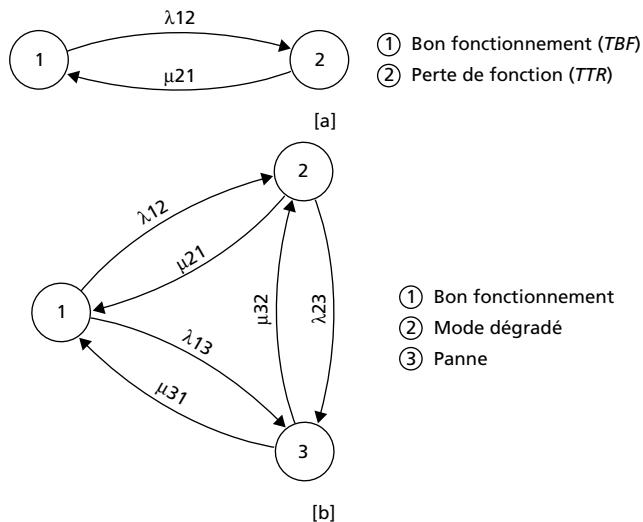 λ12
1
2
μ21
① Bon fonctionnement (TBF)
② Perte de fonction (TTR)
[a]
2
λ12
μ21
1
μ32
λ23
λ13
μ31
3
① Bon fonctionnement
② Mode dégradé
③ Panne
[b]